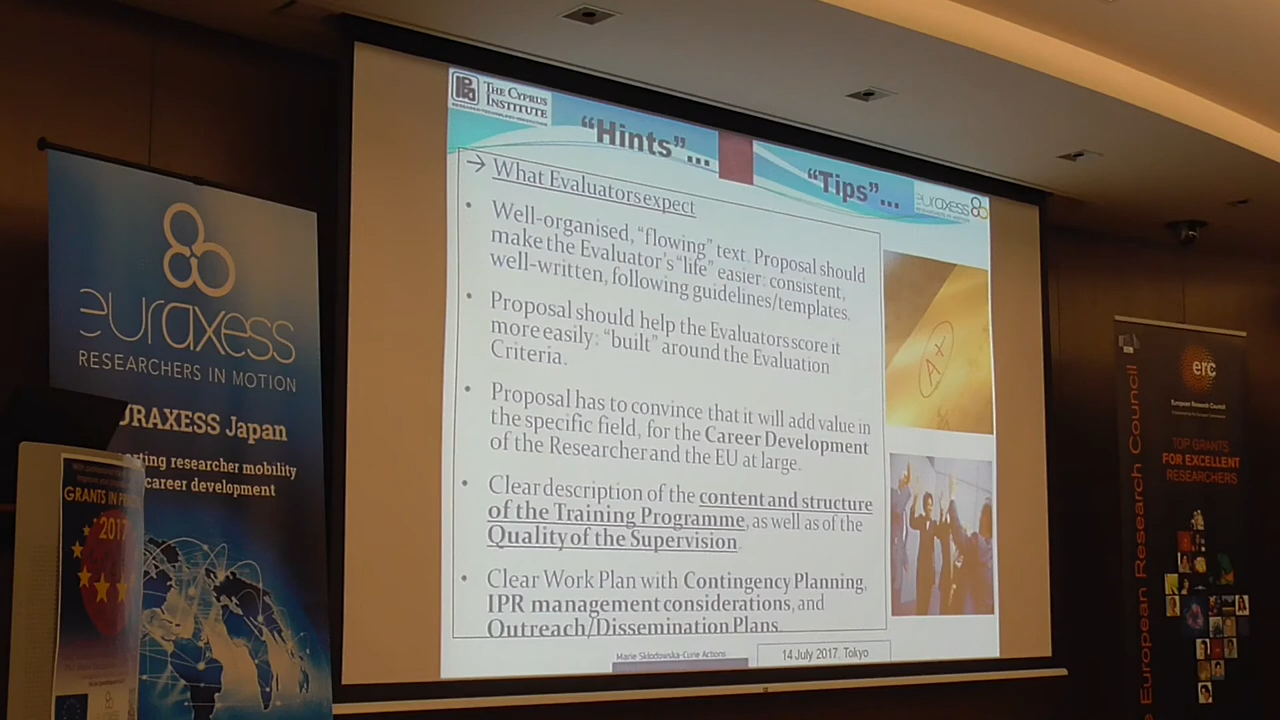 THE CYPRUS
INSTITUTE
"Hints"...
"Tips"...
euraxess
RESEARCHERS IN MOTION
→ What Evaluators expect
• Well-organised, "flowing" text. Proposal should
make the Evaluator's "life" easier: consistent,
well-written, following guidelines/templates.
• Proposal should help the Evaluators score it
more easily: "built" around the Evaluation
Criteria.
• Proposal has to convince that it will add value in
the specific field, for the Career Development
of the Researcher and the EU at large.
• Clear description of the content and structure
of the Training Programme, as well as of the
Quality of the Supervision.
• Clear Work Plan with Contingency Planning,
IPR management considerations, and
Outreach/Dissemination Plans.
A+
Marie Skłodowska-Curie Actions
14 July 2017, Tokyo
euraxess
RESEARCHERS IN MOTION
URAXESS Japan
rting researcher mobility
career development
GRANTS IN
2017
European Research Council
erc
European Research Council
TOP GRANTS
FOR EXCELLENT
RESEARCHERS